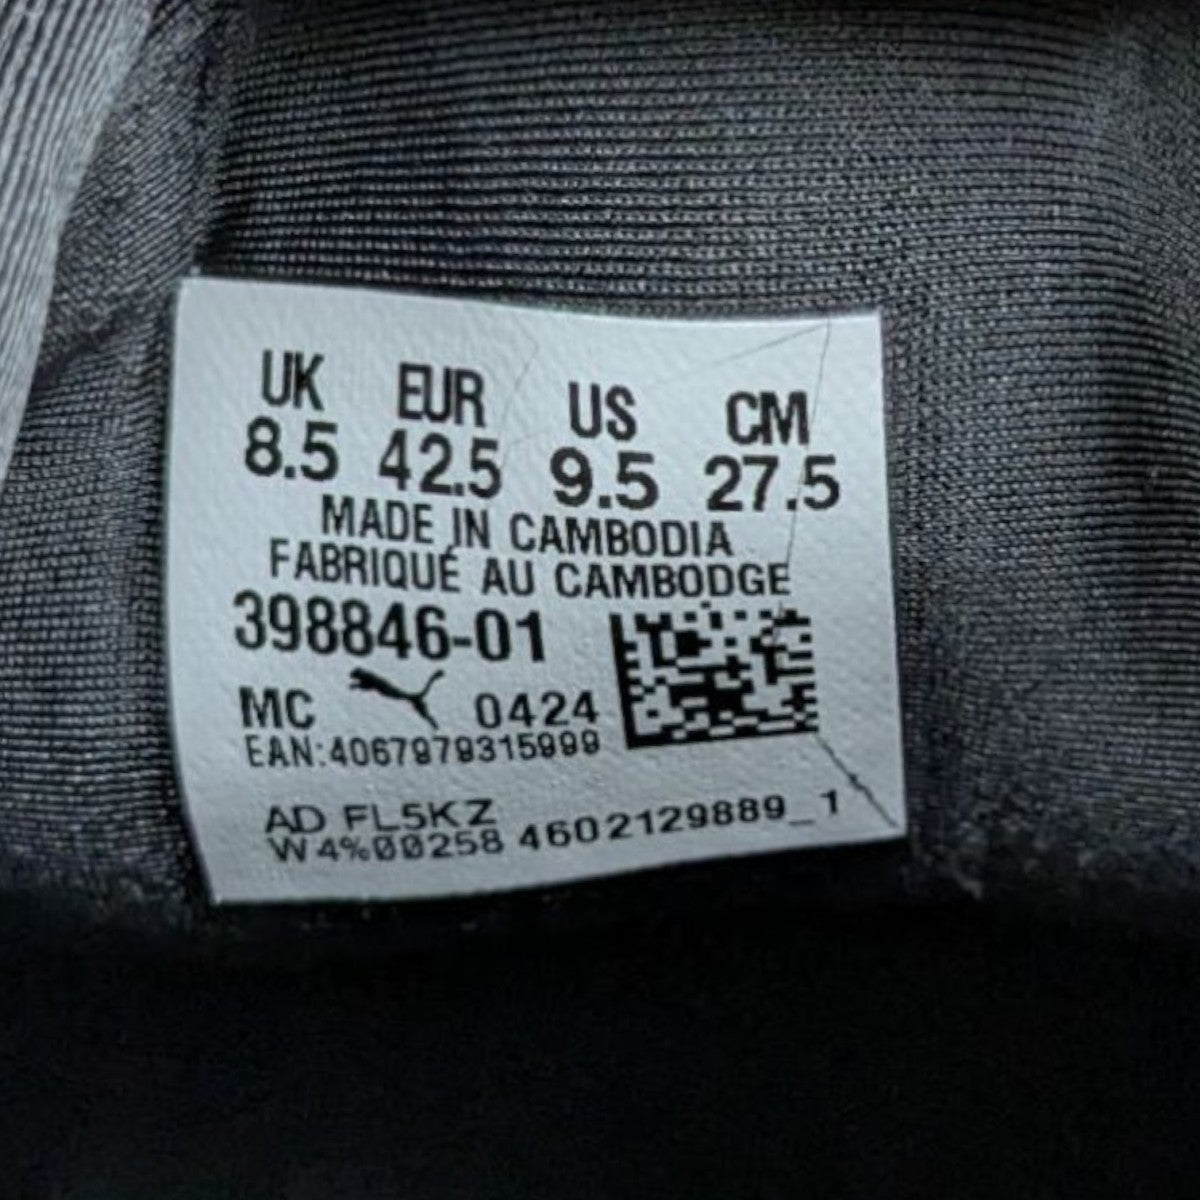 UK EUR US CM
8.5 42.5 9.5 27.5
MADE IN CAMBODIA
FABRIQUÉ AU CAMBODGE
398846-01
MC 0424
EAN:4067979315999
AD FL5KZ
W4%00258 4602129889_1